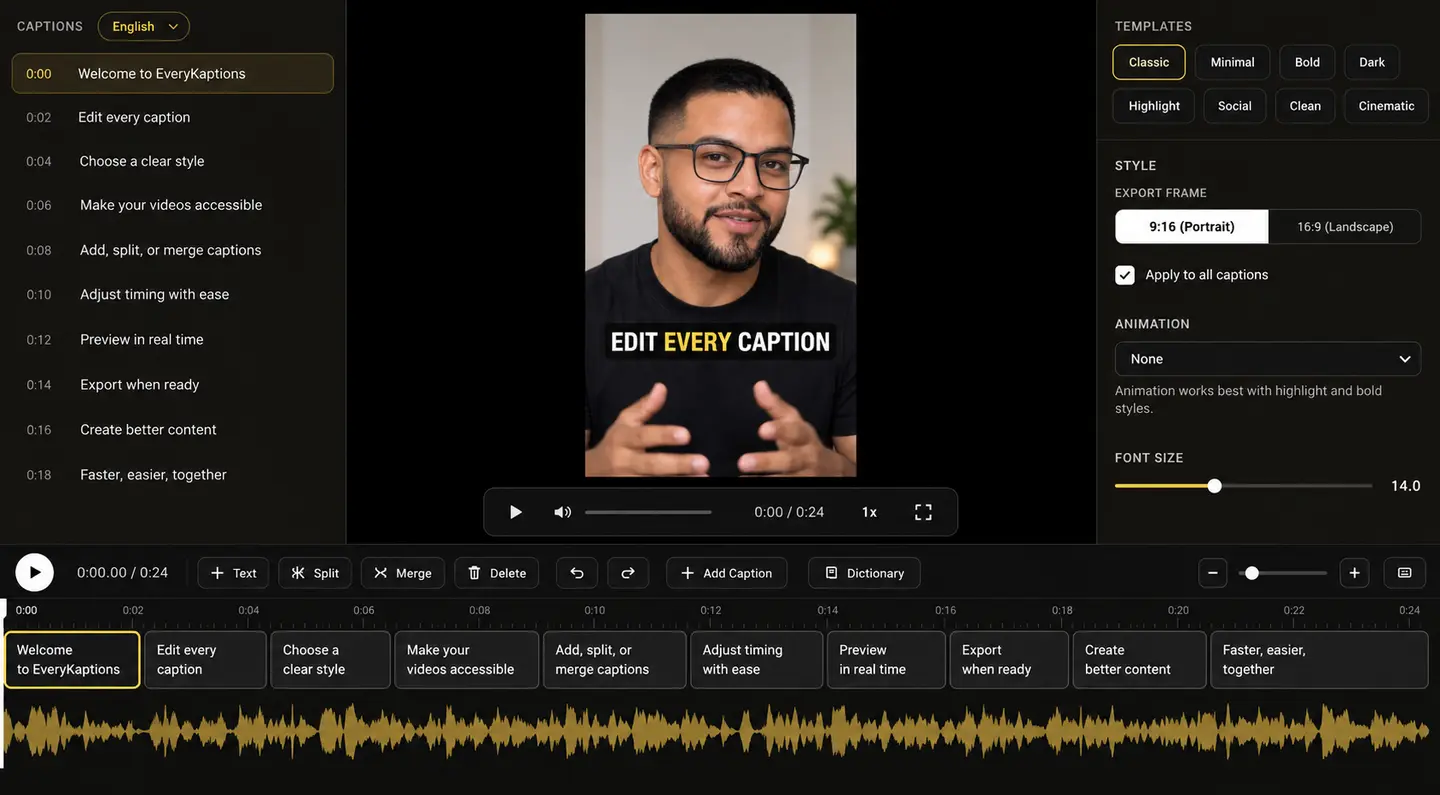 CAPTIONS
English
0:00 Welcome to EveryKaptions
0:02 Edit every caption
0:04 Choose a clear style
0:06 Make your videos accessible
0:08 Add, split, or merge captions
0:10 Adjust timing with ease
0:12 Preview in real time
0:14 Export when ready
0:16 Create better content
0:18 Faster, easier, together
EDIT EVERY CAPTION
0:00 / 0:24 1x
TEMPLATES
Classic Minimal Bold Dark
Highlight Social Clean Cinematic
STYLE
EXPORT FRAME
9:16 (Portrait) 16:9 (Landscape)
Apply to all captions
ANIMATION
None
Animation works best with highlight and bold
styles.
FONT SIZE
14.0
0:00.00 / 0:24 + Text Split Merge Delete + Add Caption Dictionary
0:00 0:02 0:04 0:06 0:08 0:10 0:12 0:14 0:16 0:18 0:20 0:22 0:24
Welcome
to EveryKaptions
Edit every
caption
Choose a
clear style
Make your
videos accessible
Add, split, or
merge captions
Adjust timing
with ease
Preview
in real time
Export
when ready
Create
better content
Faster, easier,
together